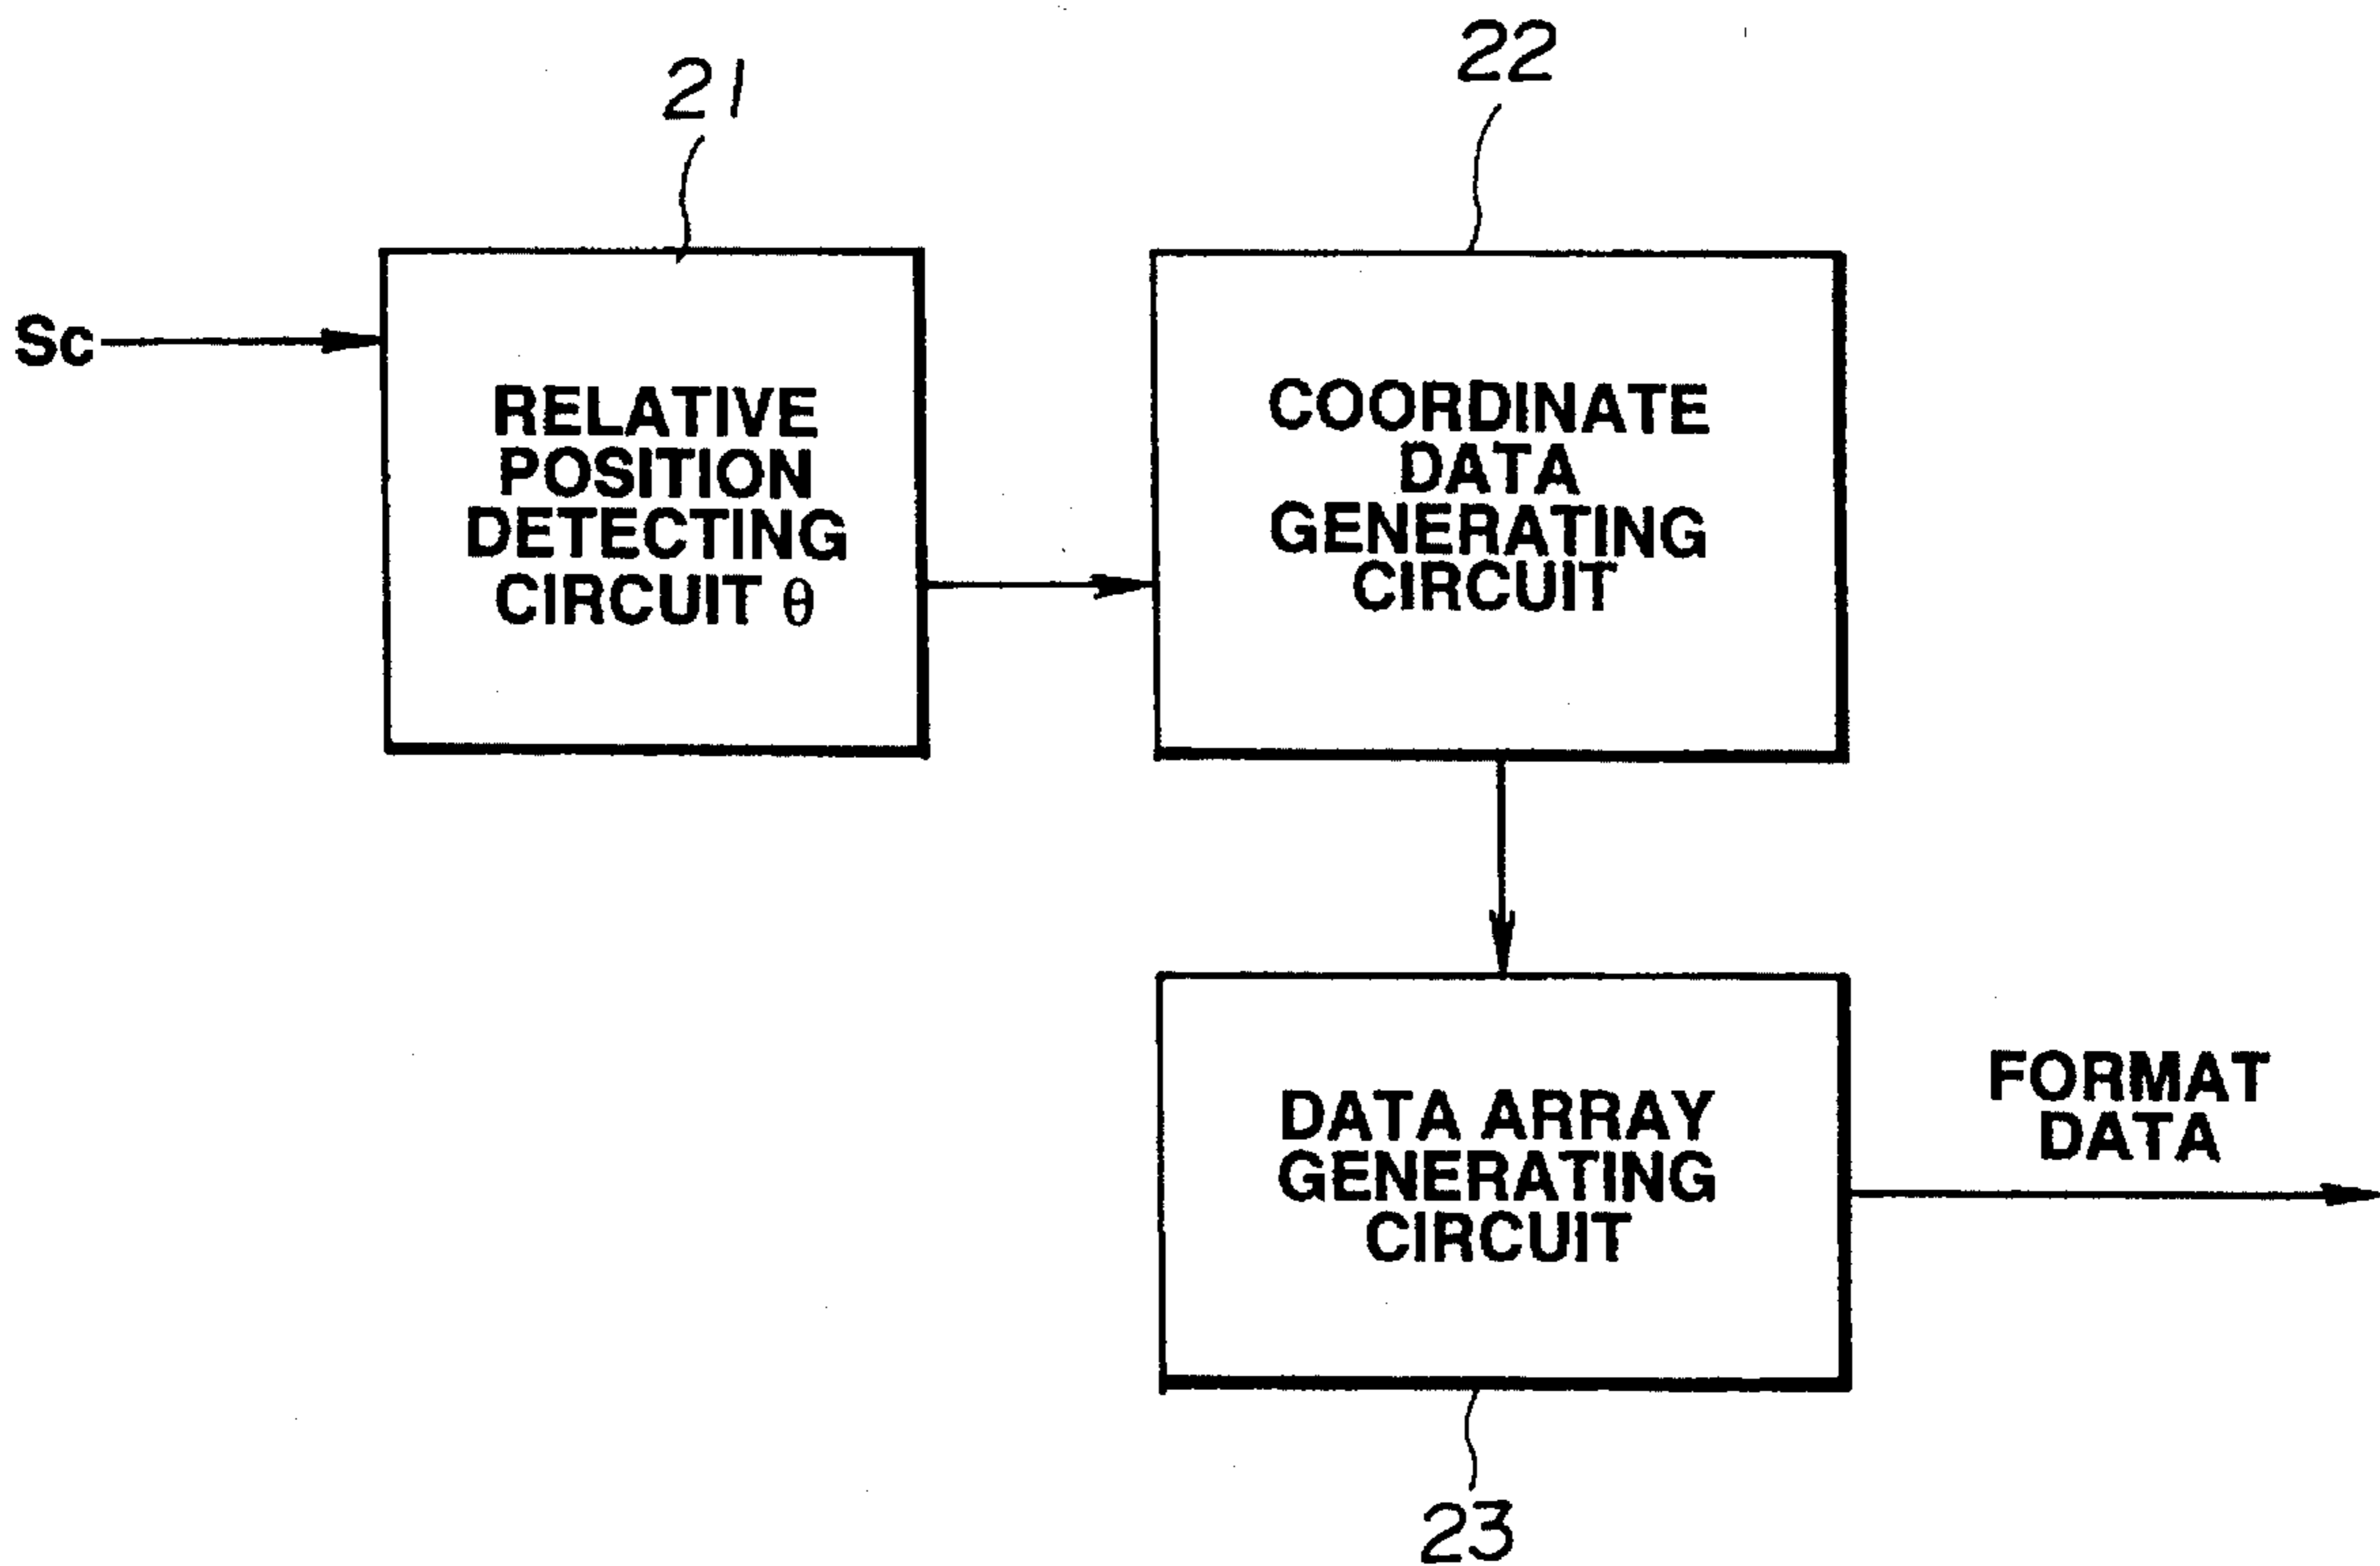 21
22
Sc
RELATIVE
POSITION
DETECTING
CIRCUIT θ
COORDINATE
DATA
GENERATING
CIRCUIT
DATA ARRAY
GENERATING
CIRCUIT
FORMAT
DATA
23